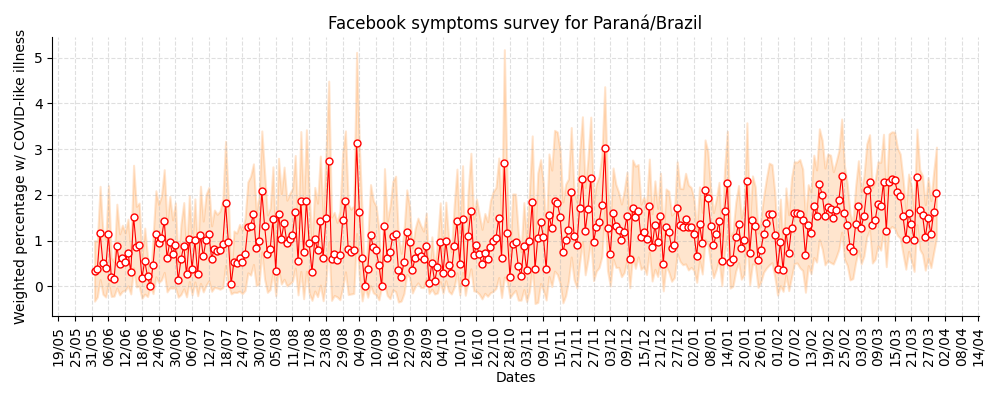 Facebook symptoms survey for Paraná/Brazil
Weighted percentage w/ COVID-like illness
5
4
3
2
1
0
19/05 25/05 31/05 06/06 12/06 18/06 24/06 30/06 06/07 12/07 18/07 24/07 30/07 05/08 11/08 17/08 23/08 29/08 04/09 10/09 16/09 22/09 28/09 04/10 10/10 16/10 22/10 28/10 03/11 09/11 15/11 21/11 27/11 03/12 09/12 15/12 21/12 27/12 02/01 08/01 14/01 20/01 26/01 01/02 07/02 13/02 19/02 25/02 03/03 09/03 15/03 21/03 27/03 02/04 08/04 14/04
Dates